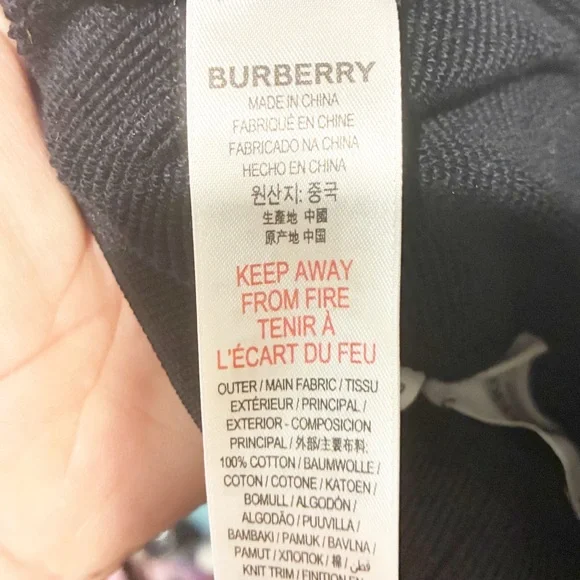 BURBERRY
MADE IN CHINA
FABRIQUÉ EN CHINE
FABRICADO NA CHINA
HECHO EN CHINA
원산지: 중국
生產地 中國
原产地 中国
KEEP AWAY
FROM FIRE
TENIR À
L'ÉCART DU FEU
OUTER / MAIN FABRIC / TISSU
EXTÉRIEUR / PRINCIPAL /
EXTERIOR - COMPOSICION
PRINCIPAL / 外部/主要布料:
100% COTTON / BAUMWOLLE /
COTON / COTONE / KATOEN /
BOMULL / ALGODÓN /
ALGODÃO / PUUVILLA /
BAMBAKI / PAMUK / BAVLNA /
PAMUT / ХЛОПОК / 棉 / قطن
KNIT TRIM / FINITION EN